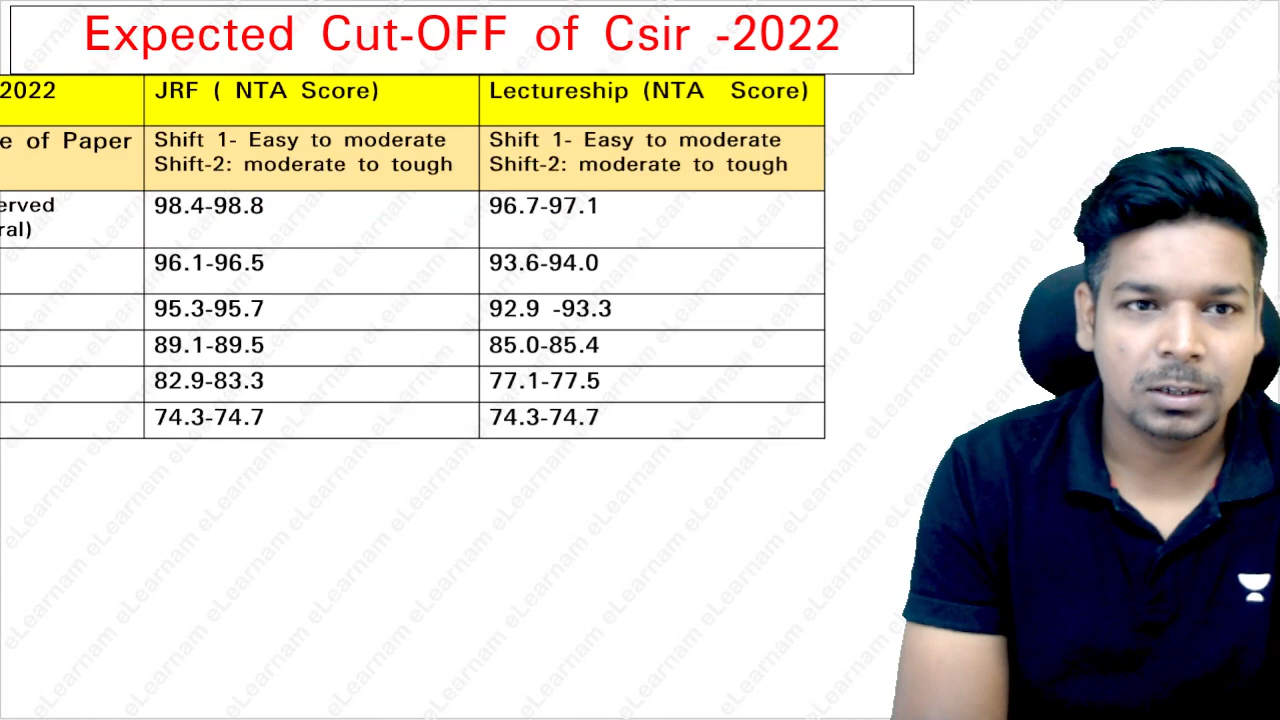 Expected Cut-OFF of Csir -2022
2022 JRF ( NTA Score) Lectureship (NTA Score)
e of Paper Shift 1- Easy to moderate Shift 1- Easy to moderate
Shift-2: moderate to tough Shift-2: moderate to tough
erved 98.4-98.8 96.7-97.1
ral)
96.1-96.5 93.6-94.0
95.3-95.7 92.9 -93.3
89.1-89.5 85.0-85.4
82.9-83.3 77.1-77.5
74.3-74.7 74.3-74.7
eLearnam